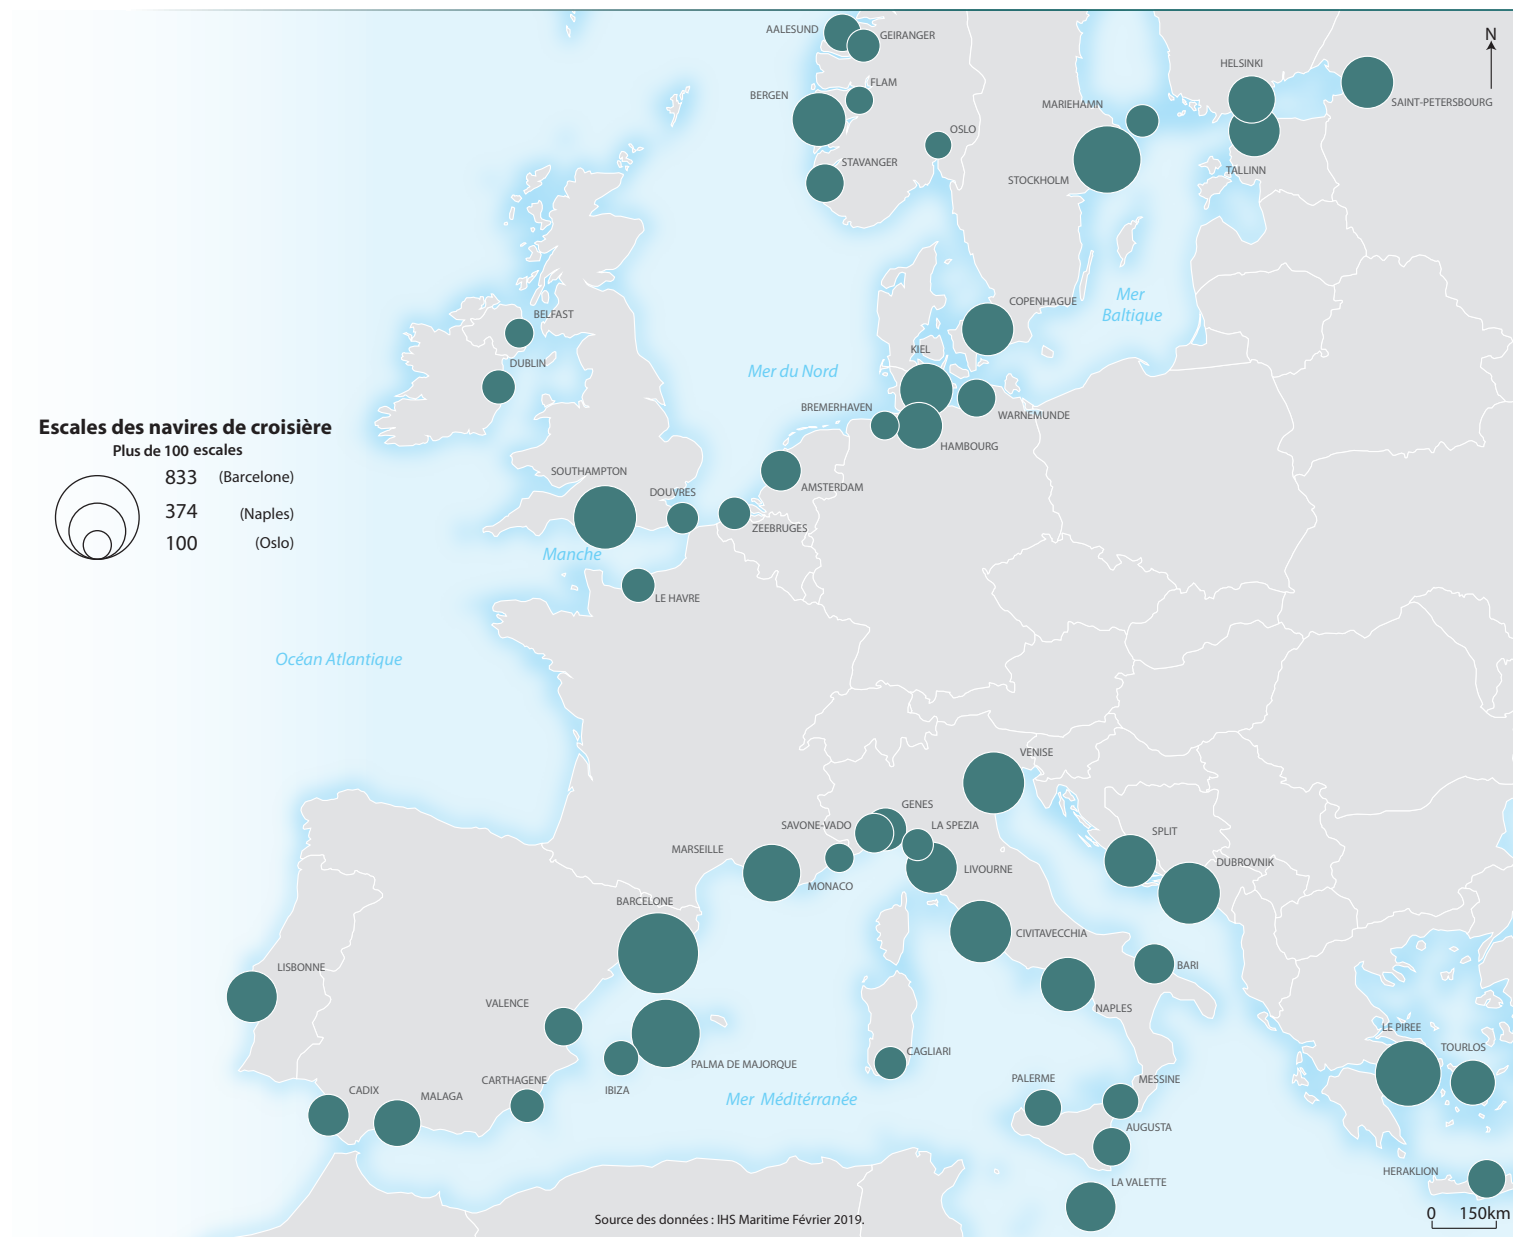 AALESUND
GEIRANGER
N
HELSINKI
FLAM
BERGEN
MARIEHAMN
SAINT-PETERSBOURG
OSLO
STAVANGER
STOCKHOLM
TALLINN
Mer
Baltique
COPENHAGUE
BELFAST
KIEL
DUBLIN
Mer du Nord
BREMERHAVEN
WARNEMUNDE
Escales des navires de croisière
Plus de 100 escales
833 (Barcelone)
374 (Naples)
100 (Oslo)
HAMBOURG
SOUTHAMPTON
DOUVRES
AMSTERDAM
ZEEBRUGES
Manche
LE HAVRE
Océan Atlantique
VENISE
GENES
SAVONE-VADO
LA SPEZIA
SPLIT
MARSEILLE
DUBROVNIK
LIVOURNE
MONACO
BARCELONE
CIVITAVECCHIA
LISBONNE
BARI
VALENCE
NAPLES
LE PIREE
TOURLOS
CAGLIARI
PALMA DE MAJORQUE
CARTHAGENE
IBIZA
PALERME
MESSINE
CADIX
MALAGA
Mer Méditérranée
AUGUSTA
HERAKLION
LA VALETTE
0 150km
Source des données : IHS Maritime Février 2019.